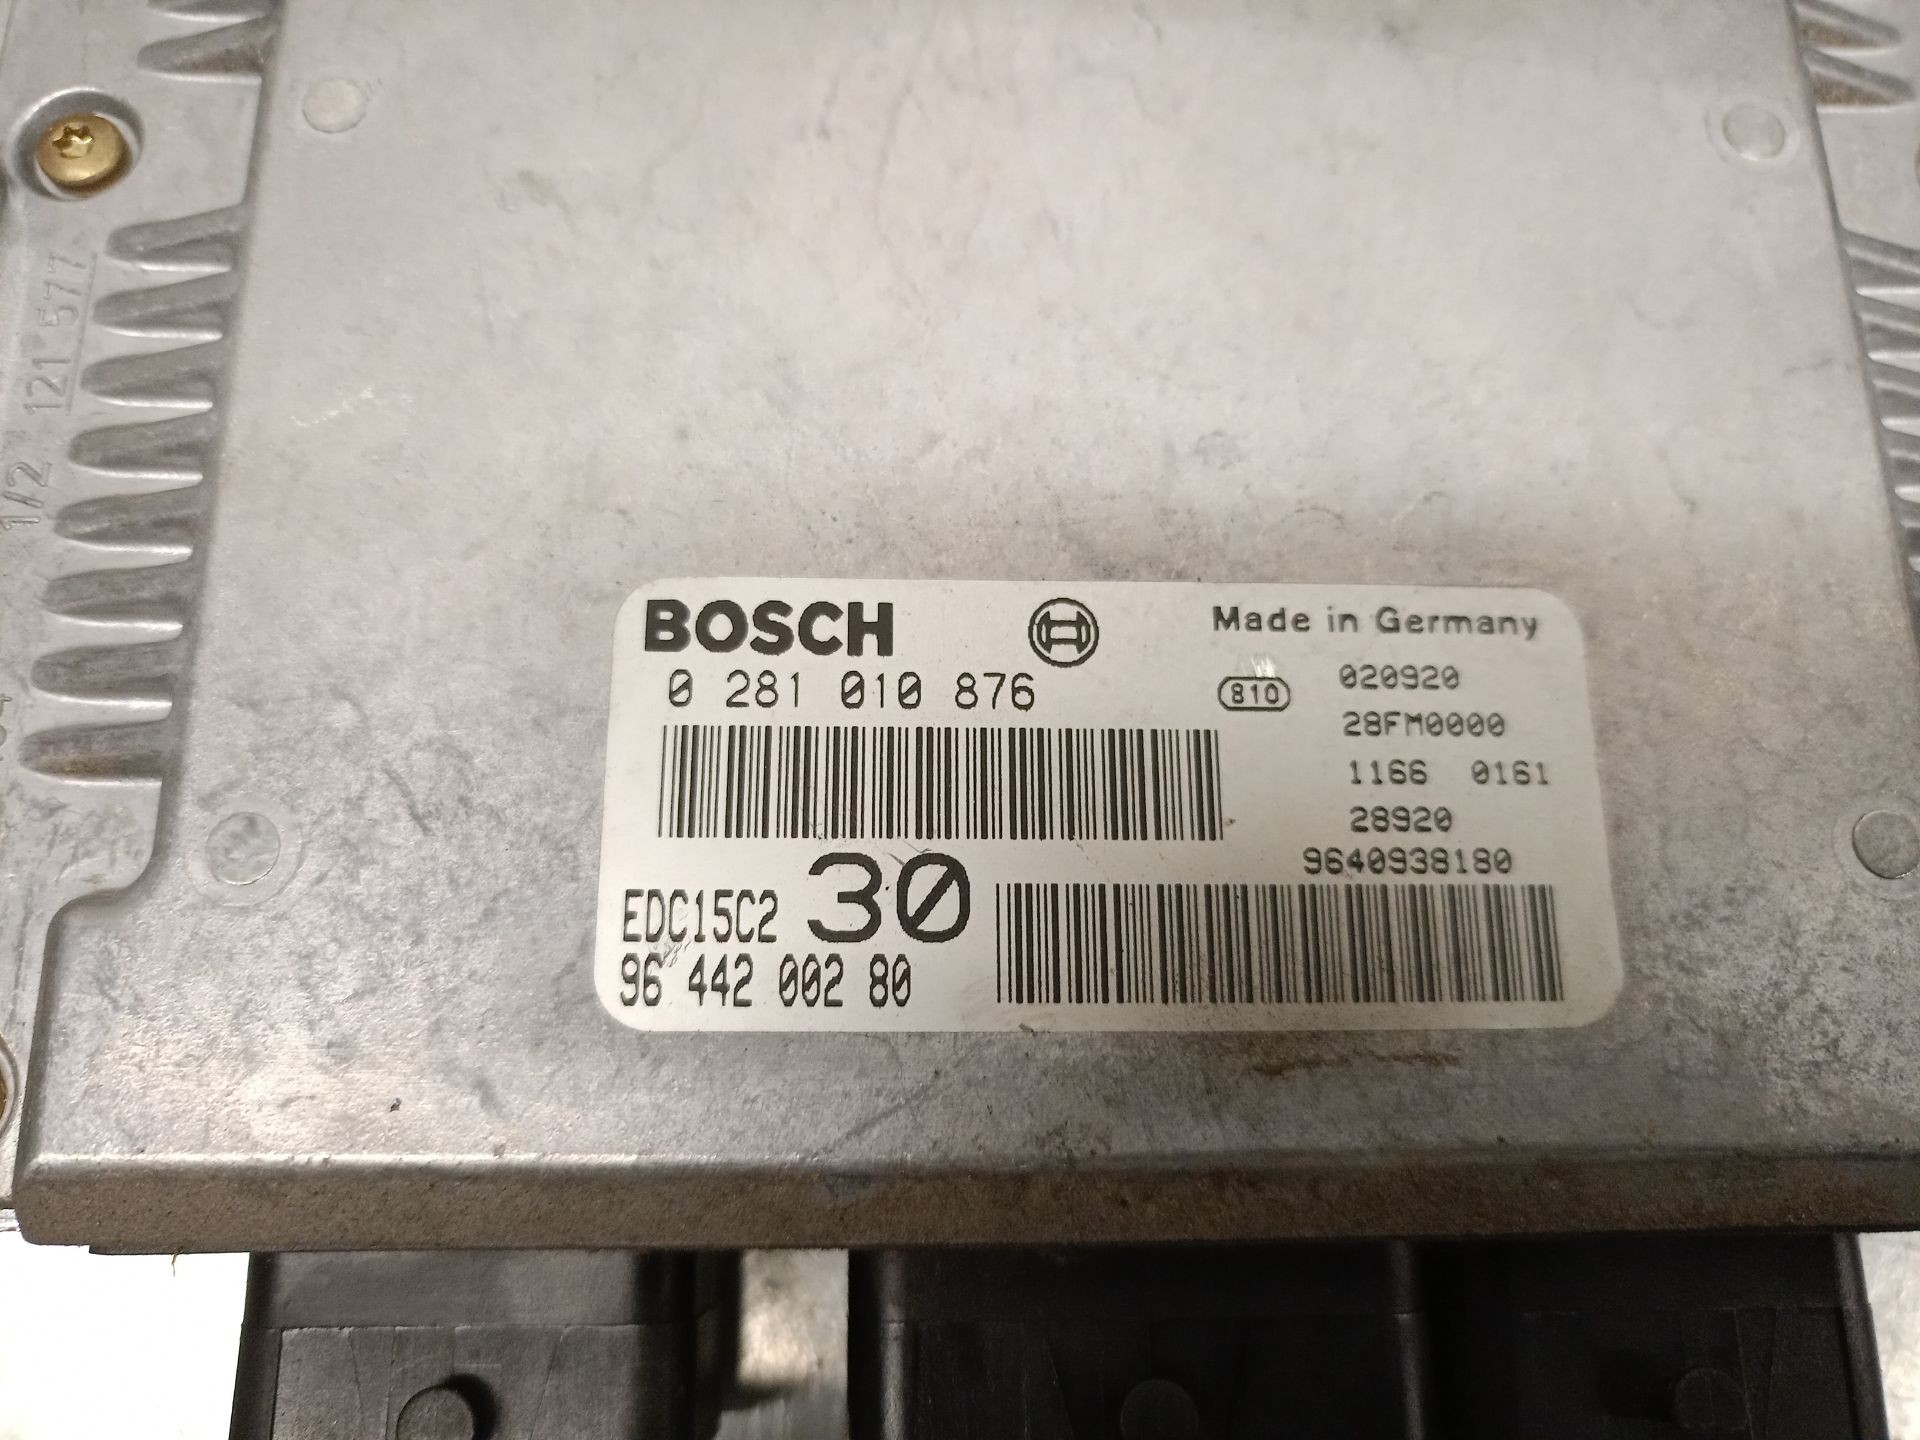 BOSCH
Made in Germany
0 281 010 876
810
020920
28FM0000
1166 0161
28920
9640938180
EDC15C2 30
96 442 002 80
1/2 121 577